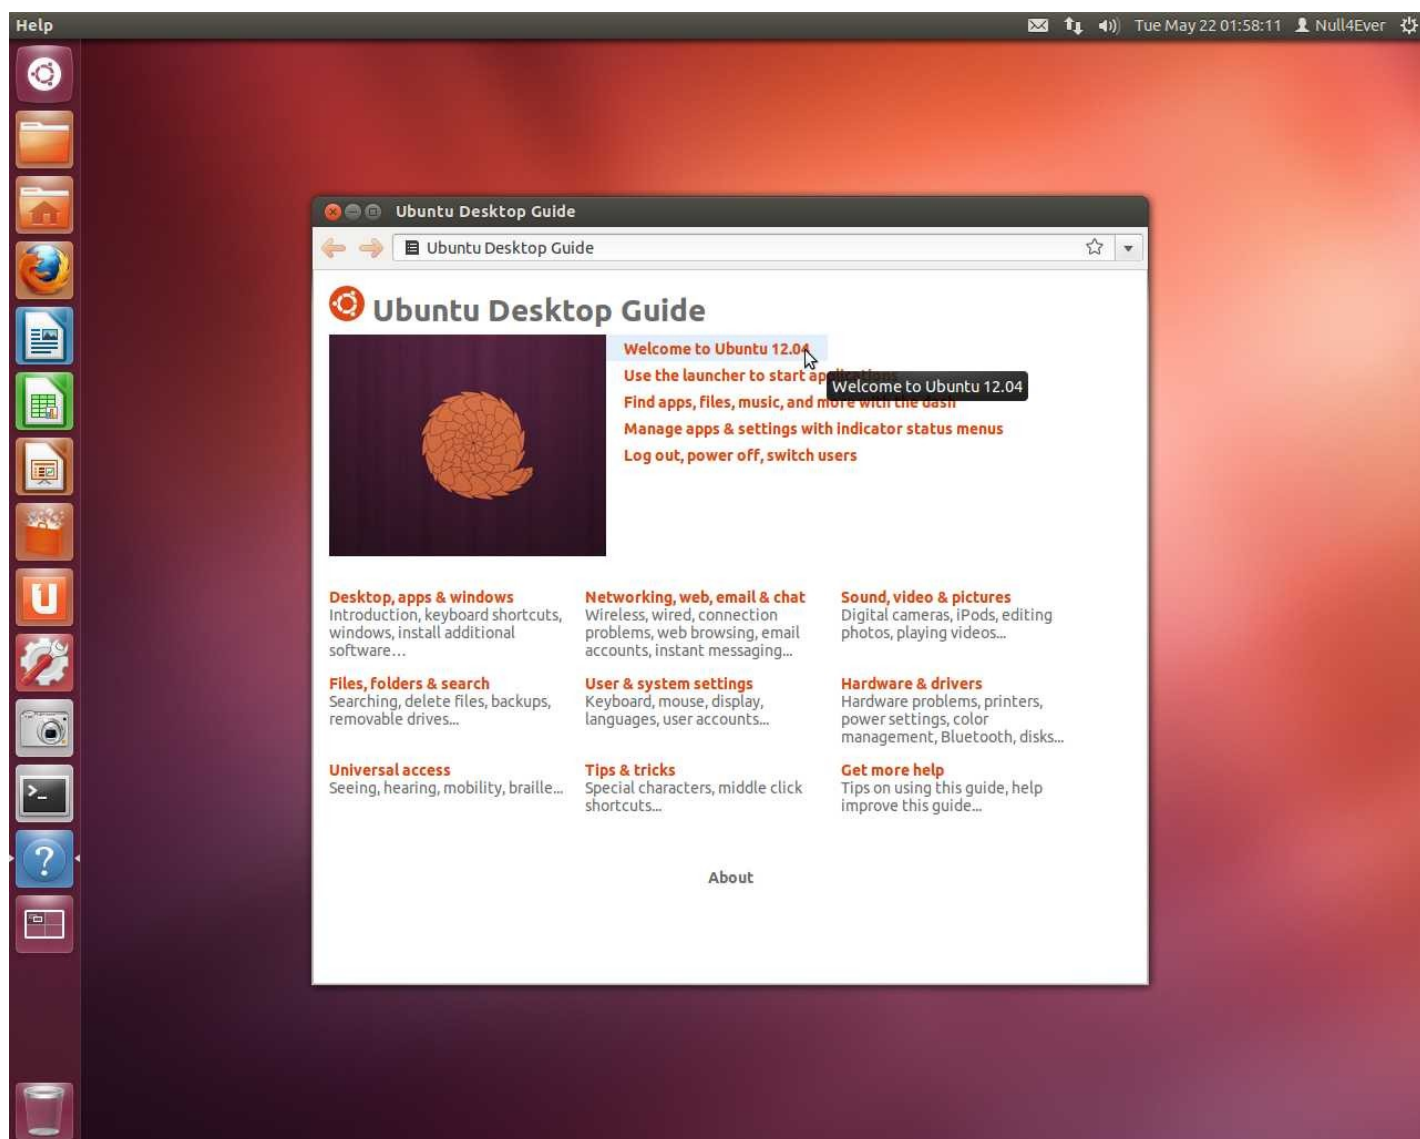 Help
Tue May 22 01:58:11 Null4Ever
Ubuntu Desktop Guide
Ubuntu Desktop Guide
Ubuntu Desktop Guide
Welcome to Ubuntu 12.04
Use the launcher to start applications
Welcome to Ubuntu 12.04
Find apps, files, music, and more with the dash
Manage apps & settings with indicator status menus
Log out, power off, switch users
Desktop, apps & windows
Introduction, keyboard shortcuts,
windows, install additional
software…
Networking, web, email & chat
Wireless, wired, connection
problems, web browsing, email
accounts, instant messaging...
Sound, video & pictures
Digital cameras, iPods, editing
photos, playing videos...
Files, folders & search
Searching, delete files, backups,
removable drives...
User & system settings
Keyboard, mouse, display,
languages, user accounts...
Hardware & drivers
Hardware problems, printers,
power settings, color
management, Bluetooth, disks...
Universal access
Seeing, hearing, mobility, braille...
Tips & tricks
Special characters, middle click
shortcuts...
Get more help
Tips on using this guide, help
improve this guide...
About